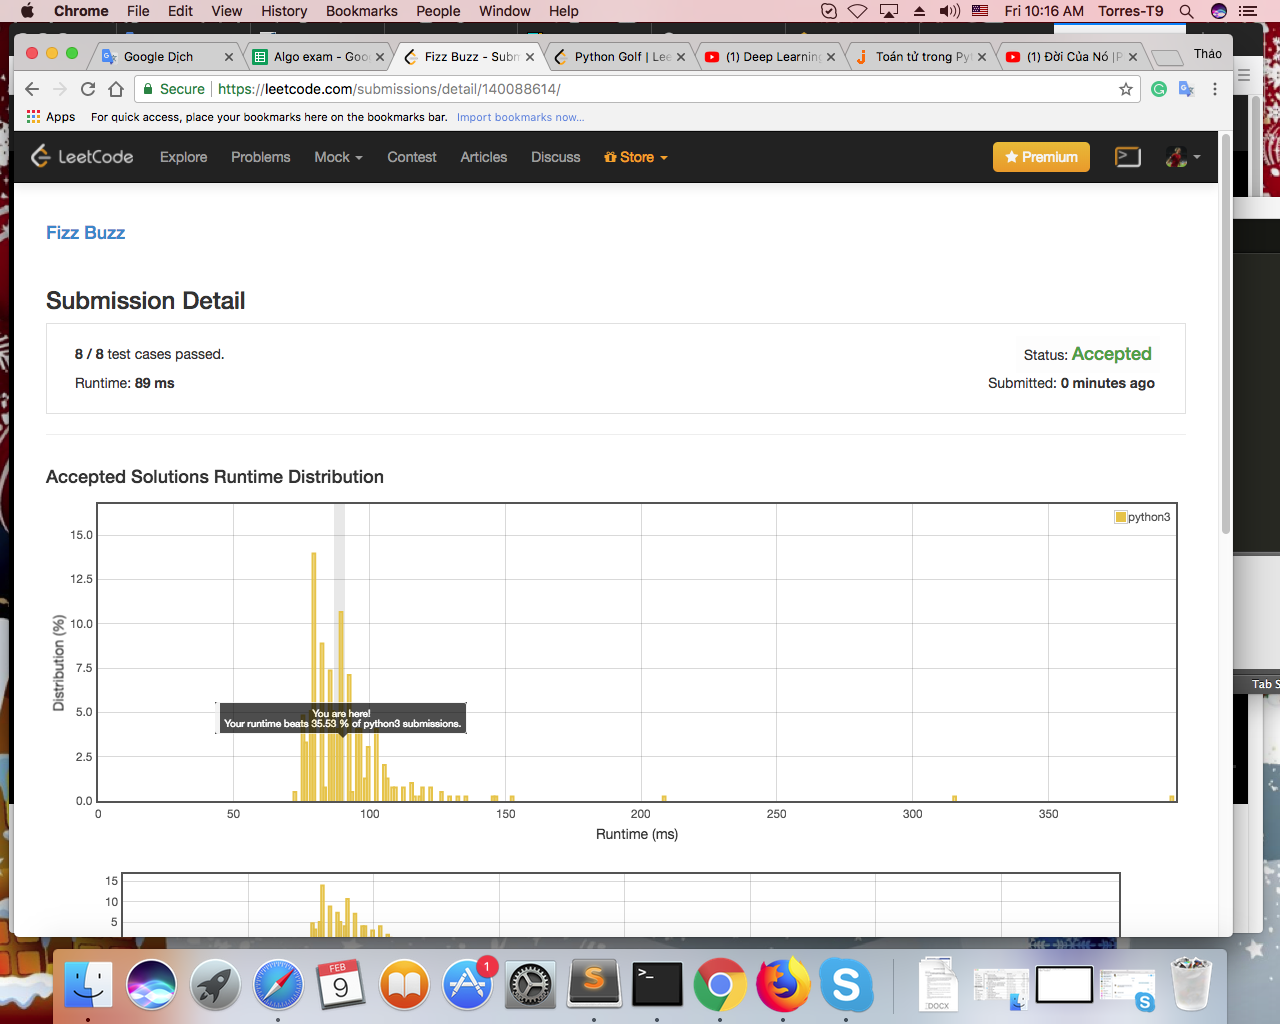 Chrome File Edit View History Bookmarks People Window Help Fri 10:16 AM Torres-T9
Google Dịch Algo exam - Goo Fizz Buzz - Subm Python Golf | Lee (1) Deep Learning Toán tử trong Py (1) Đời Của Nó |P Thảo
Secure https://leetcode.com/submissions/detail/140088614/
Apps For quick access, place your bookmarks here on the bookmarks bar. Import bookmarks now...
LeetCode Explore Problems Mock Contest Articles Discuss Store Premium
Fizz Buzz
Submission Detail
8 / 8 test cases passed. Status: Accepted
Runtime: 89 ms Submitted: 0 minutes ago
Accepted Solutions Runtime Distribution
python3
15.0
12.5
10.0
7.5
5.0
2.5
0.0
Distribution (%)
You are here!
Your runtime beats 35.53 % of python3 submissions.
0 50 100 150 200 250 300 350
Runtime (ms)
15
10
5
Tab S
FEB
9
1
DOCX